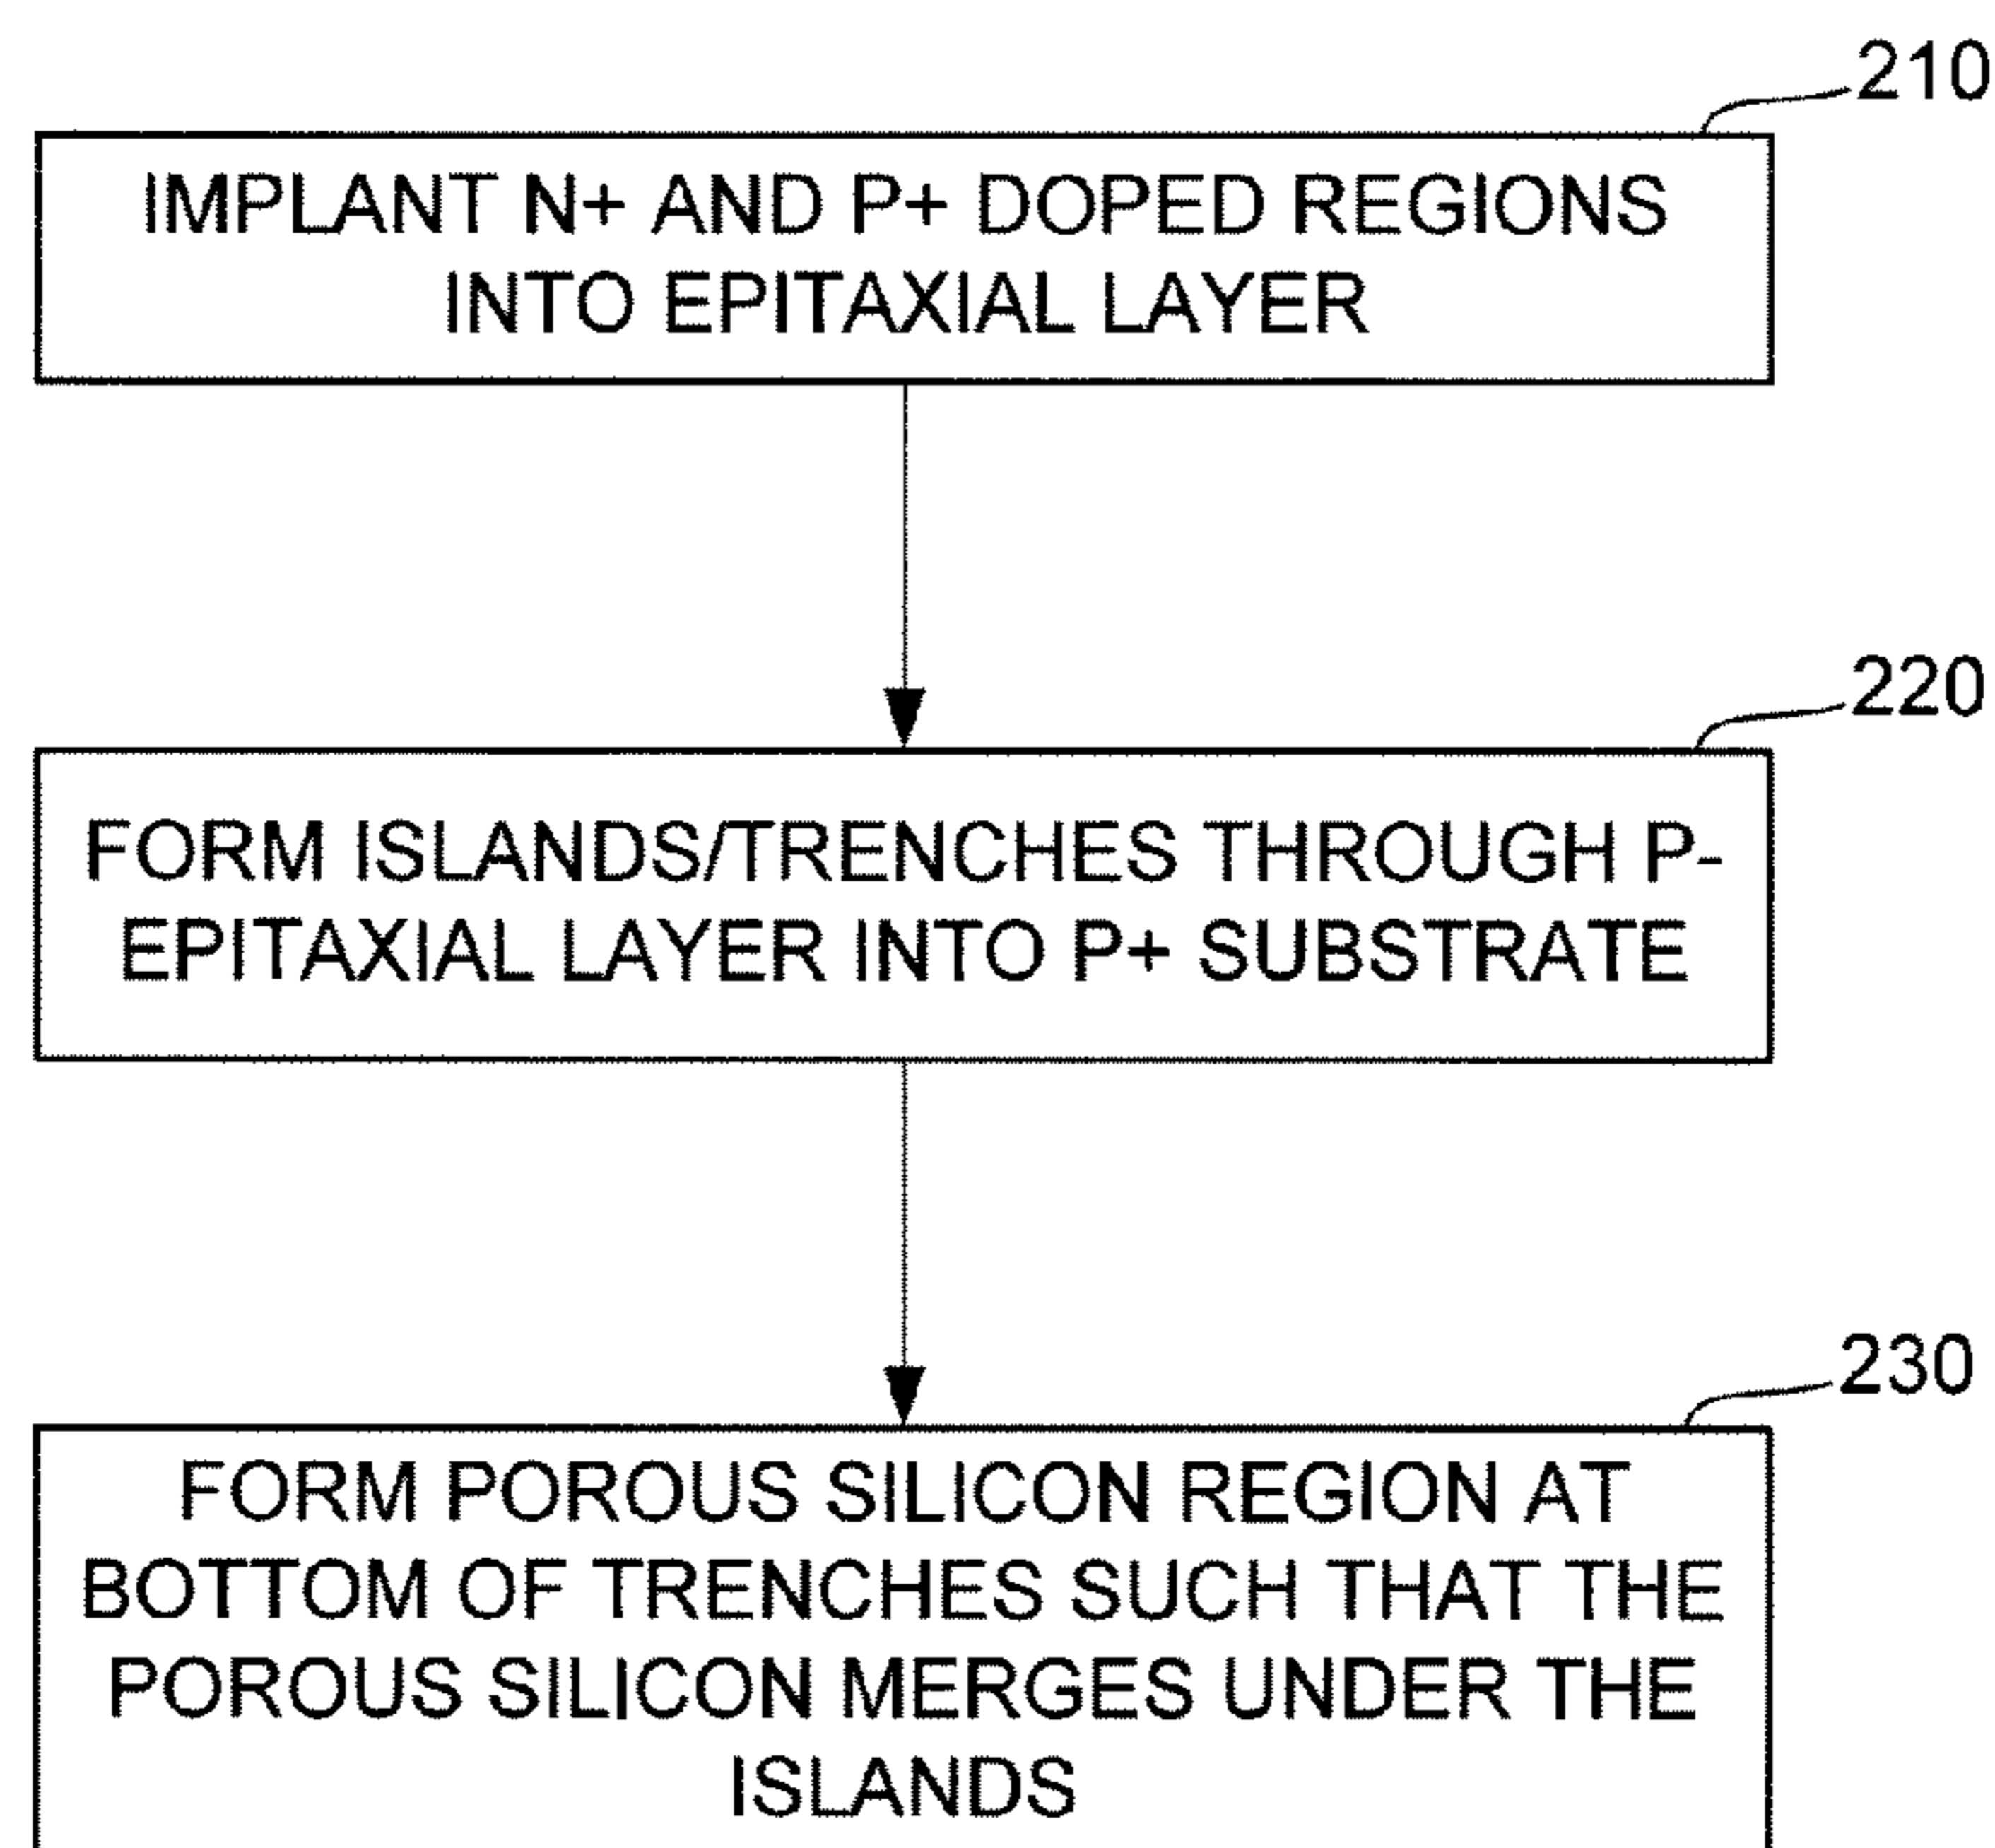 210
IMPLANT N+ AND P+ DOPED REGIONS
INTO EPITAXIAL LAYER
220
FORM ISLANDS/TRENCHES THROUGH P-
EPITAXIAL LAYER INTO P+ SUBSTRATE
230
FORM POROUS SILICON REGION AT
BOTTOM OF TRENCHES SUCH THAT THE
POROUS SILICON MERGES UNDER THE
ISLANDS